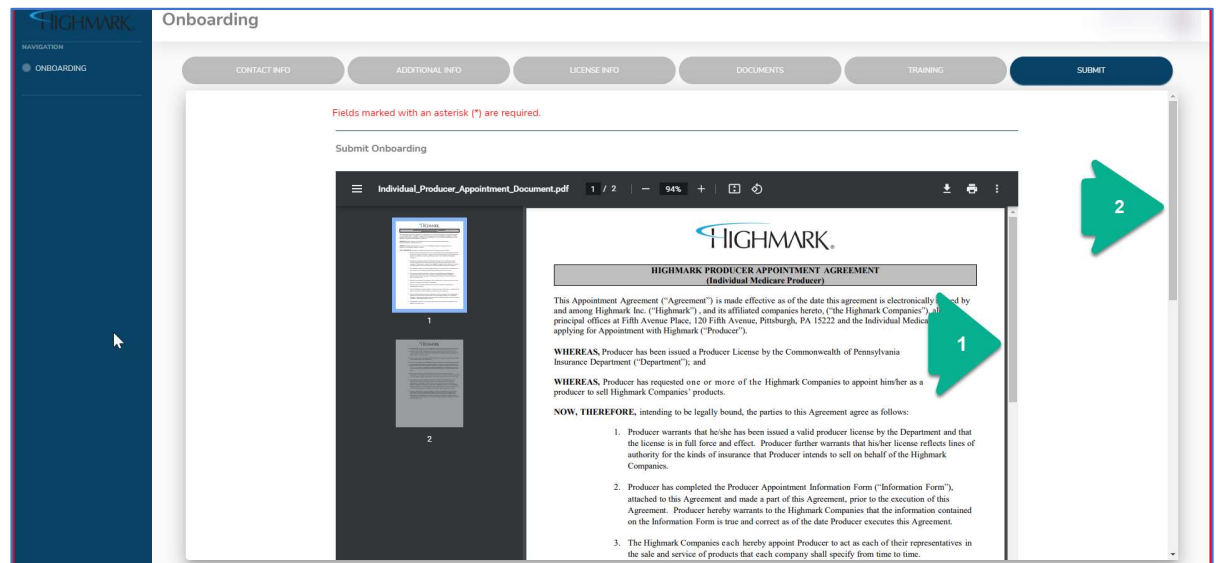 HIGHMARK®
Onboarding
NAVIGATION
ONBOARDING
CONTACT INFO
ADDITIONAL INFO
LICENSE INFO
DOCUMENTS
TRAINING
SUBMIT
Fields marked with an asterisk (*) are required.
Submit Onboarding
Individual_Producer_Appointment_Document.pdf 1 / 2 | − 94% + |
1
2
HIGHMARK®
HIGHMARK PRODUCER APPOINTMENT AGREEMENT
(Individual Medicare Producer)
This Appointment Agreement (“Agreement”) is made effective as of the date this agreement is electronically by
and among Highmark Inc. (“Highmark”) , and its affiliated companies hereto, (“the Highmark Companies”),
principal offices at Fifth Avenue Place, 120 Fifth Avenue, Pittsburgh, PA 15222 and the Individual
applying for Appointment with Highmark (“Producer”).
WHEREAS, Producer has been issued a Producer License by the Commonwealth of Pennsylvania
Insurance Department (“Department”); and
WHEREAS, Producer has requested one or more of the Highmark Companies to appoint him/her as a
producer to sell Highmark Companies’ products.
NOW, THEREFORE, intending to be legally bound, the parties to this Agreement agree as follows:
1. Producer warrants that he/she has been issued a valid producer license by the Department and that
the license is in full force and effect. Producer further warrants that his/her license reflects lines of
authority for the kinds of insurance that Producer intends to sell on behalf of the Highmark
Companies.
2. Producer has completed the Producer Appointment Information Form (“Information Form”),
attached to this Agreement and made a part of this Agreement, prior to the execution of this
Agreement. Producer hereby warrants to the Highmark Companies that the information contained
on the Information Form is true and correct as of the date Producer executes this Agreement.
3. The Highmark Companies each hereby appoint Producer to act as each of their representatives in
the sale and service of products that each company shall specify from time to time.
1
2